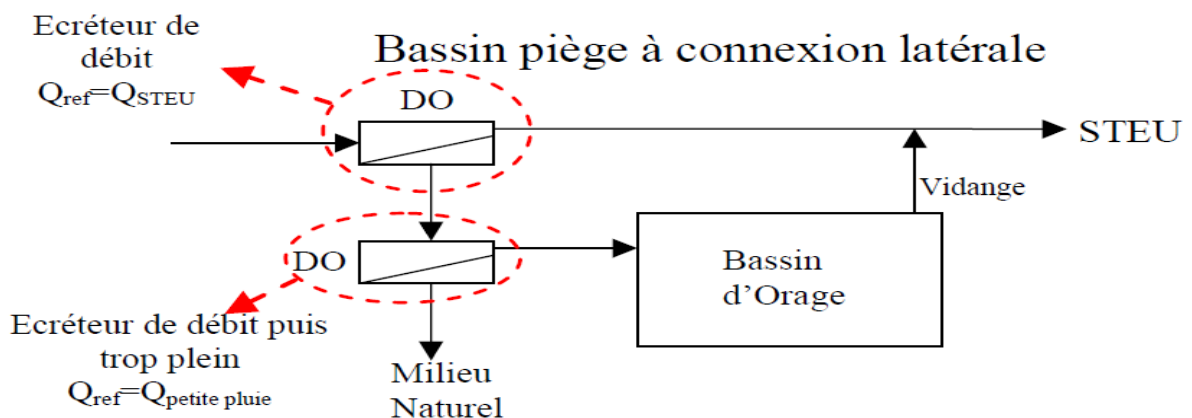 Ecréteur de
débit
Qref=QSTEU
Bassin piège à connexion latérale
DO
STEU
Vidange
DO
Bassin
d'Orage
Ecréteur de débit puis
trop plein
Qref=Qpetite pluie
Milieu
Naturel